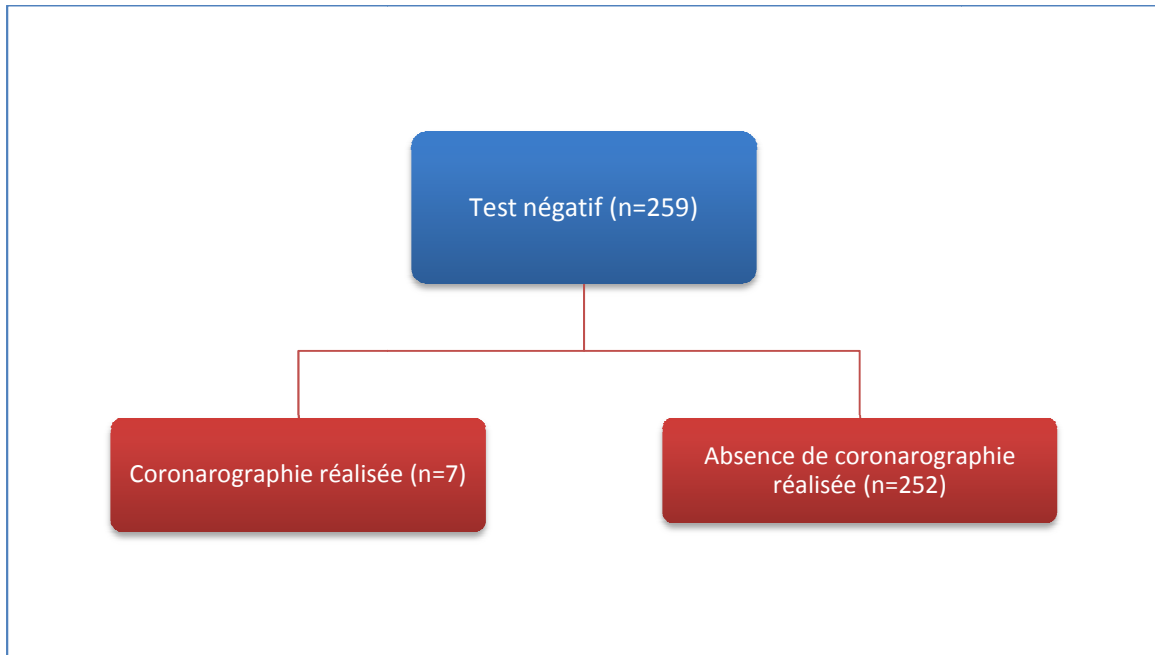 Test négatif (n=259)
Coronarographie réalisée (n=7)
Absence de coronarographie
réalisée (n=252)